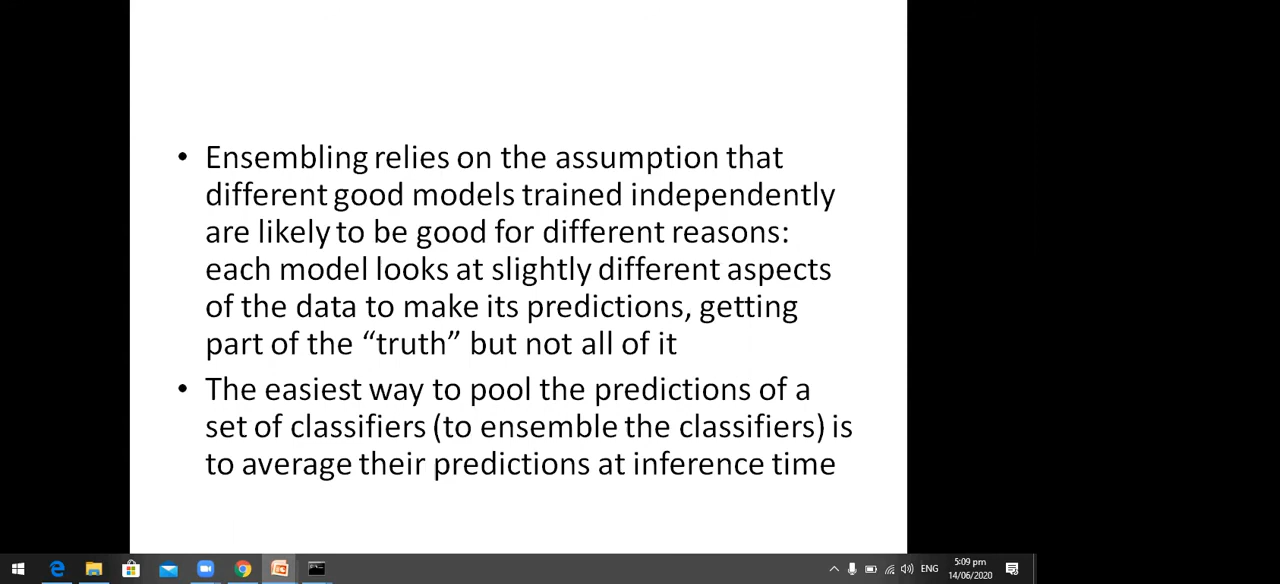 • Ensembling relies on the assumption that
different good models trained independently
are likely to be good for different reasons:
each model looks at slightly different aspects
of the data to make its predictions, getting
part of the “truth” but not all of it
• The easiest way to pool the predictions of a
set of classifiers (to ensemble the classifiers) is
to average their predictions at inference time
ENG
5:09 pm
14/06/2020